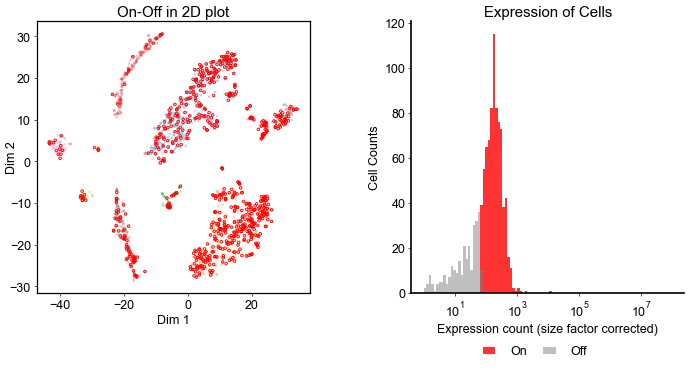 On-Off in 2D plot
Dim 2
30
20
10
0
−10
−20
−30
−40
−20
0
20
Dim 1
Expression of Cells
Cell Counts
120
100
80
60
40
20
0
10^1
10^3
10^5
10^7
Expression count (size factor corrected)
On
Off